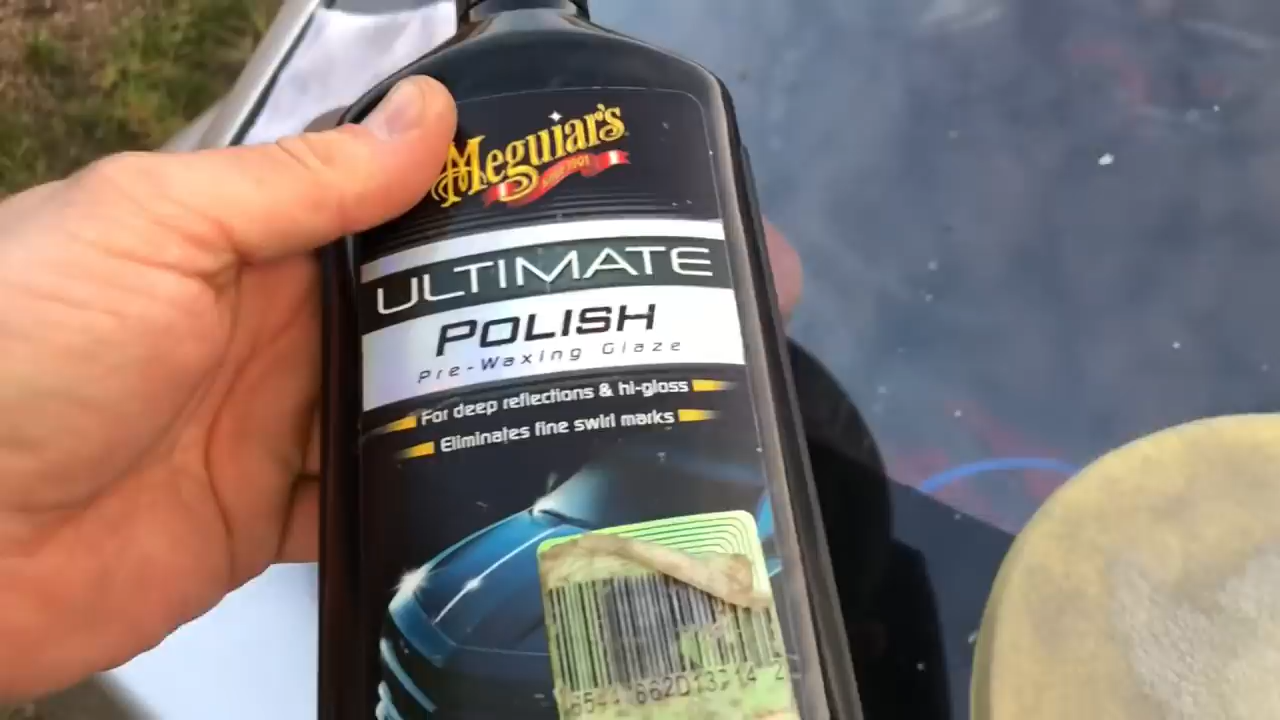 Meguiar's
ULTIMATE
POLISH
Pre-Waxing Glaze
For deep reflections & hi-gloss
Eliminates fine swirl marks